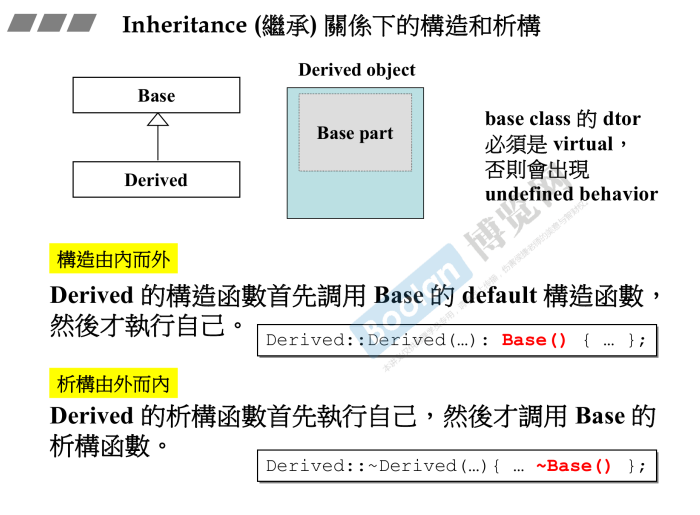 Inheritance (繼承) 關係下的構造和析構
Derived object
Base
Base part
Derived
base class 的 dtor
必須是 virtual，
否則會出現
undefined behavior
構造由內而外
Derived 的構造函數首先調用 Base 的 default 構造函數，
然後才執行自己。
Derived::Derived(…): Base() { … };
析構由外而內
Derived 的析構函數首先執行自己，然後才調用 Base 的
析構函數。
Derived::~Derived(…){ … ~Base() };
Boolan 博览网